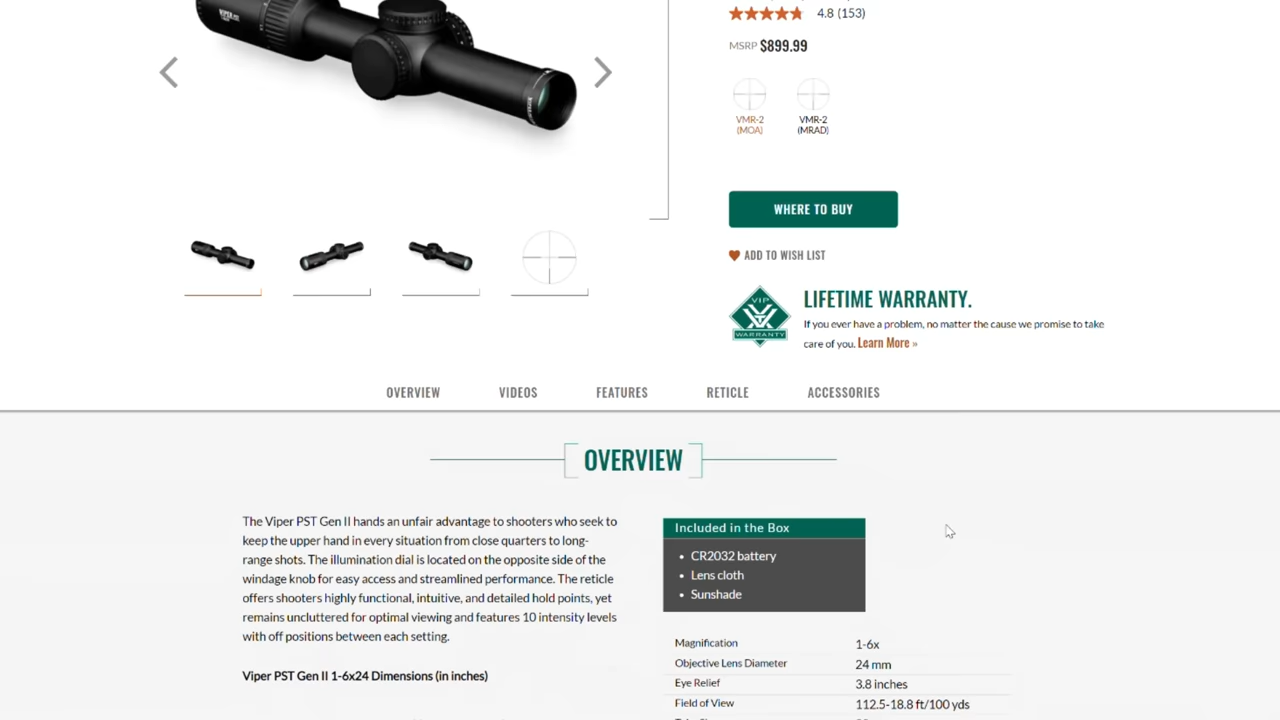 VIPER
4.8 (153)
MSRP $899.99
VMR-2
(MOA)
VMR-2
(MRAD)
WHERE TO BUY
ADD TO WISH LIST
VIP
WARRANTY
LIFETIME WARRANTY.
If you ever have a problem, no matter the cause we promise to take
care of you. Learn More »
OVERVIEW VIDEOS FEATURES RETICLE ACCESSORIES
OVERVIEW
The Viper PST Gen II hands an unfair advantage to shooters who seek to
keep the upper hand in every situation from close quarters to long-
range shots. The illumination dial is located on the opposite side of the
windage knob for easy access and streamlined performance. The reticle
offers shooters highly functional, intuitive, and detailed hold points, yet
remains uncluttered for optimal viewing and features 10 intensity levels
with off positions between each setting.
Viper PST Gen II 1-6x24 Dimensions (in inches)
Included in the Box
• CR2032 battery
• Lens cloth
• Sunshade
Magnification 1-6x
Objective Lens Diameter 24 mm
Eye Relief 3.8 inches
Field of View 112.5-18.8 ft/100 yds